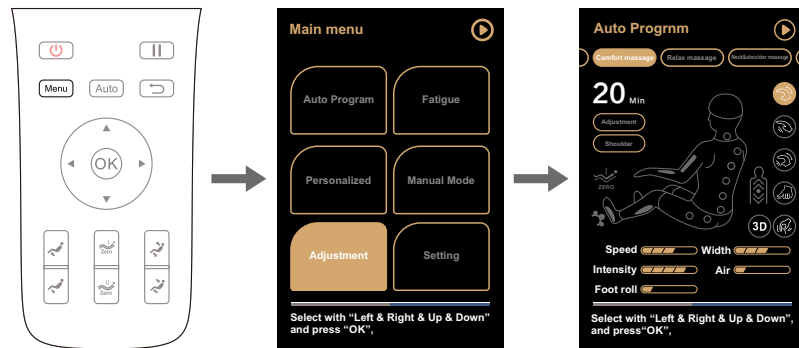 Menu
Auto
OK
Zero
Zero
Main menu
Auto Program
Fatigue
Personalized
Manual Mode
Adjustment
Setting
Select with “Left & Right & Up & Down”
and press “OK”,
Auto Progrnm
Comfort massage
Relax massage
Neck&shoulder massege
20 Min
Adjustment
Shoulder
ZERO
3D
Speed
Width
Intensity
Air
Foot roll
Select with “Left & Right & Up & Down”,
and press“OK”,